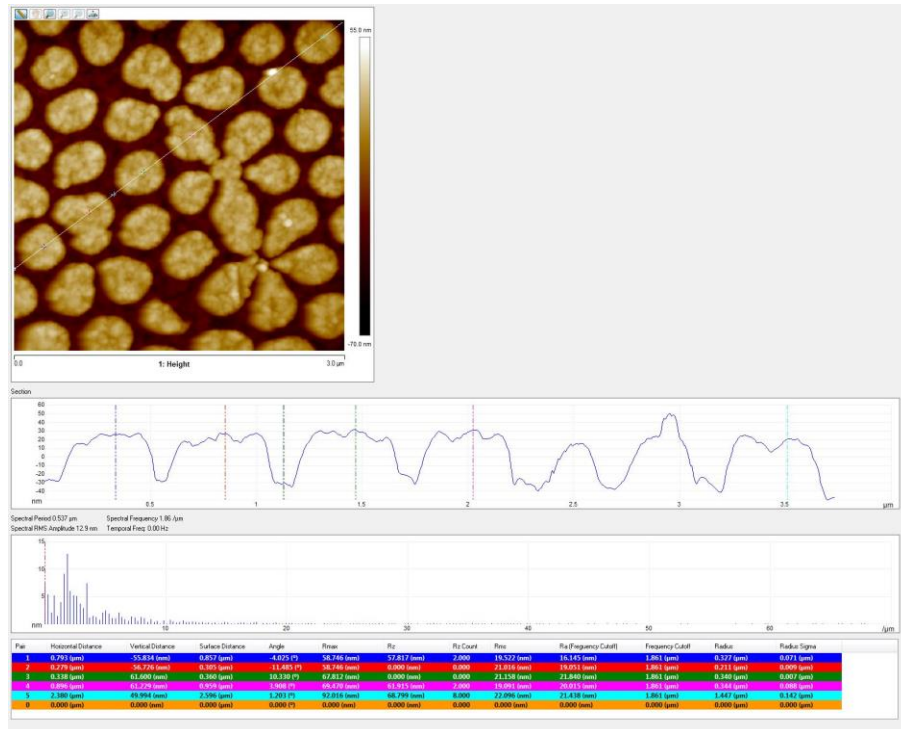 55.0 nm
-70.0 nm
0.0 1: Height 3.0 µm
Section
60
50
40
30
20
10
0
-10
-20
-30
-40
nm 0.5 1 1.5 2 2.5 3 3.5 µm
Spectral Period 0.537 µm Spectral Frequency 1.86 /µm
Spectral RMS Amplitude 12.9 nm Temporal Freq: 0.00 Hz
15
10
5
nm 10 20 30 40 50 60 /µm
Pair Horizontal Distance Vertical Distance Surface Distance Angle Rmax Rz Rz Count Rms Ra (Freguency Cutoff) Frequency Cutoff Radius Radius Sigma
1 0.793 (µm) -55.834 (nm) 0.857 (µm) -4.025 (º) 58.746 (nm) 57.817 (nm) 2.000 19.522 (nm) 16.145 (nm) 1.861 (µm) 0.327 (µm) 0.071 (µm)
2 0.279 (µm) -56.726 (nm) 0.305 (µm) -11.485 (º) 58.746 (nm) 0.000 (nm) 0.000 21.016 (nm) 19.051 (nm) 1.861 (µm) 0.211 (µm) 0.009 (µm)
3 0.338 (µm) 61.600 (nm) 0.360 (µm) 10.330 (º) 67.812 (nm) 0.000 (nm) 0.000 21.158 (nm) 21.840 (nm) 1.861 (µm) 0.340 (µm) 0.007 (µm)
4 0.896 (µm) 61.229 (nm) 0.959 (µm) 3.908 (º) 69.470 (nm) 61.915 (nm) 2.000 19.091 (nm) 20.015 (nm) 1.861 (µm) 0.344 (µm) 0.088 (µm)
5 2.380 (µm) 49.994 (nm) 2.596 (µm) 1.203 (º) 92.016 (nm) 68.799 (nm) 8.000 22.096 (nm) 21.438 (nm) 1.861 (µm) 1.447 (µm) 0.142 (µm)
0 0.000 (µm) 0.000 (nm) 0.000 (µm) 0.000 (º) 0.000 (nm) 0.000 (nm) 0.000 0.000 (nm) 0.000 (nm) 0.000 (µm) 0.000 (µm) 0.000 (µm)